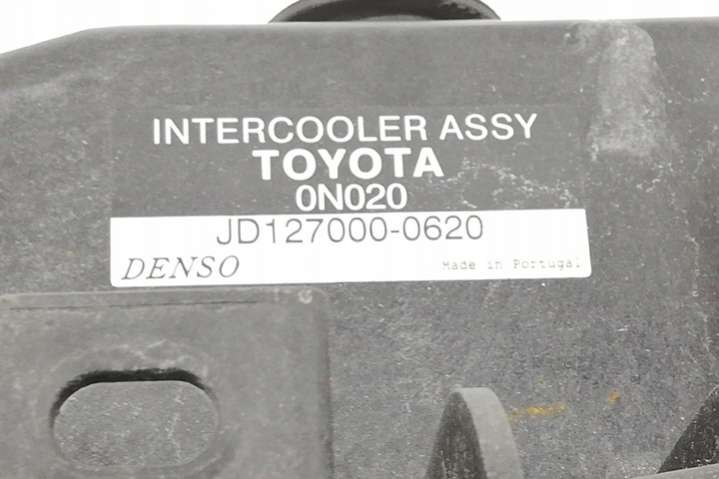 INTERCOOLER ASSY
TOYOTA
0N020
JD127000-0620
DENSO Made in Portugal